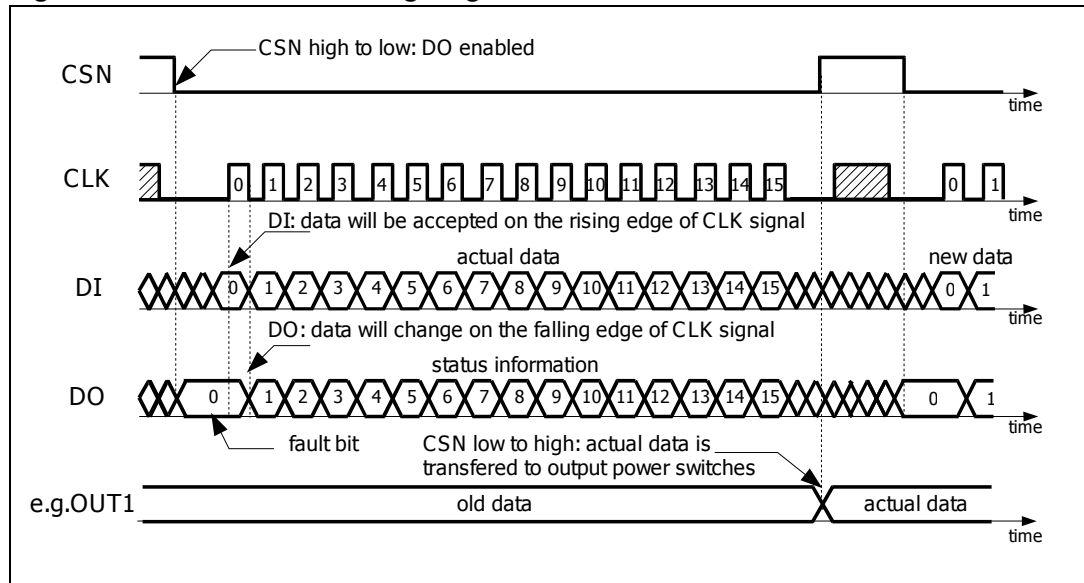 CSN high to low: DO enabled
CSN
time
CLK
0 1 2 3 4 5 6 7 8 9 10 11 12 13 14 15 0 1
time
DI: data will be accepted on the rising edge of CLK signal
actual data
new data
DI
0 1 2 3 4 5 6 7 8 9 10 11 12 13 14 15 0 1
time
DO: data will change on the falling edge of CLK signal
status information
DO
0 1 2 3 4 5 6 7 8 9 10 11 12 13 14 15 0 1
time
fault bit
CSN low to high: actual data is
transfered to output power switches
e.g.OUT1
old data
actual data
time